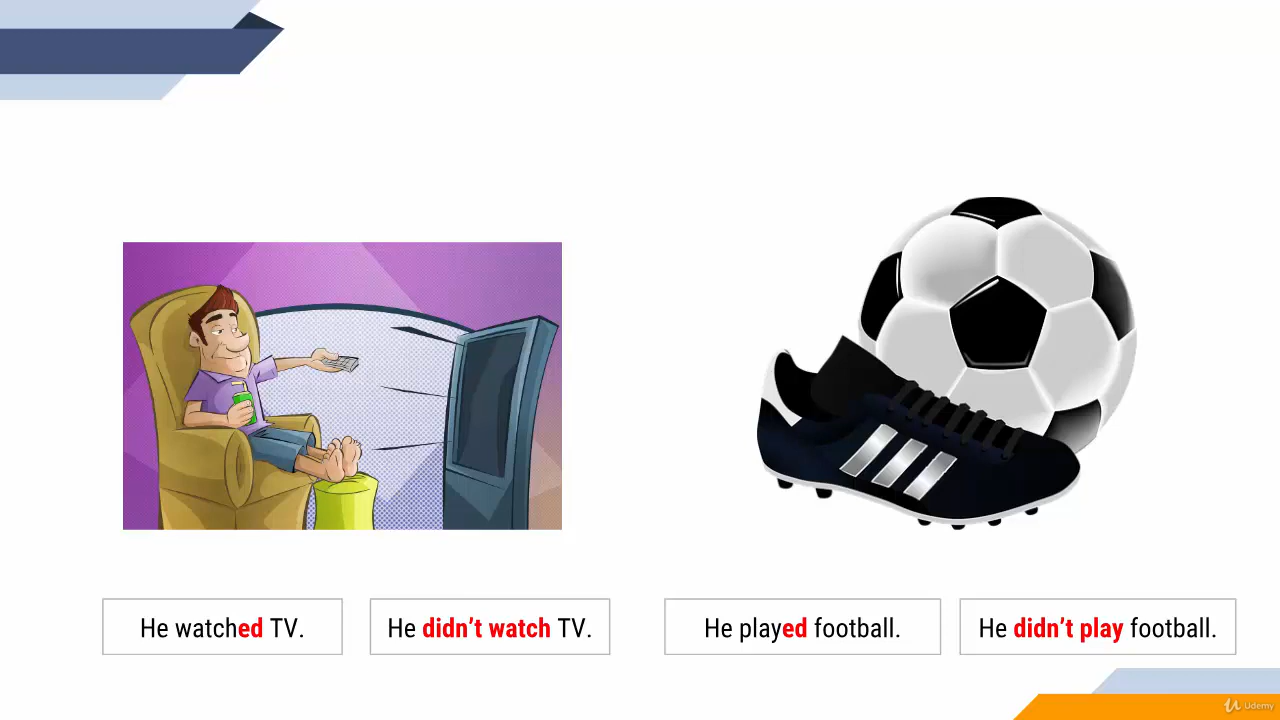 He watched TV.
He didn't watch TV.
He played football.
He didn't play football.
Udemy